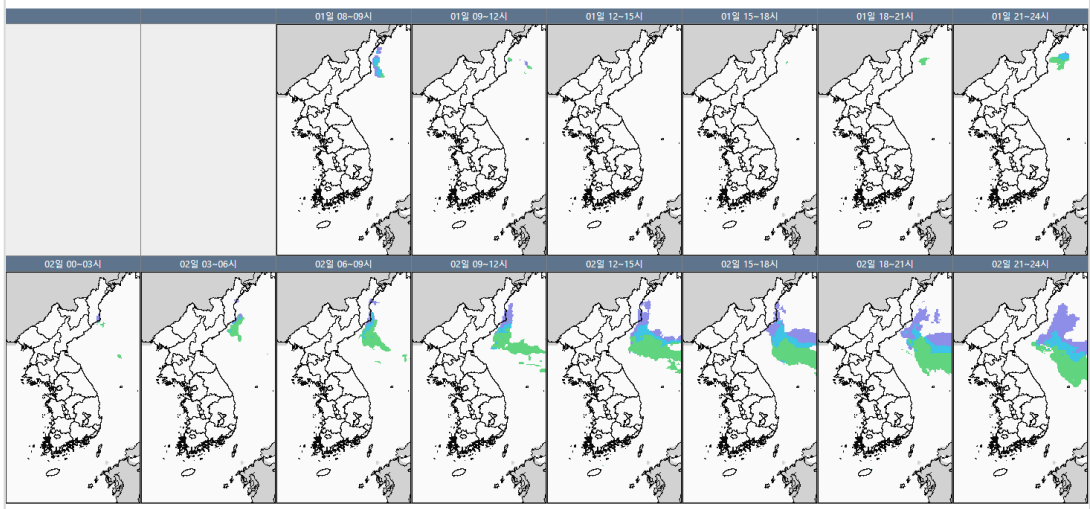 01일 08~09시
01일 09~12시
01일 12~15시
01일 15~18시
01일 18~21시
01일 21~24시
02일 00~03시
02일 03~06시
02일 06~09시
02일 09~12시
02일 12~15시
02일 15~18시
02일 18~21시
02일 21~24시